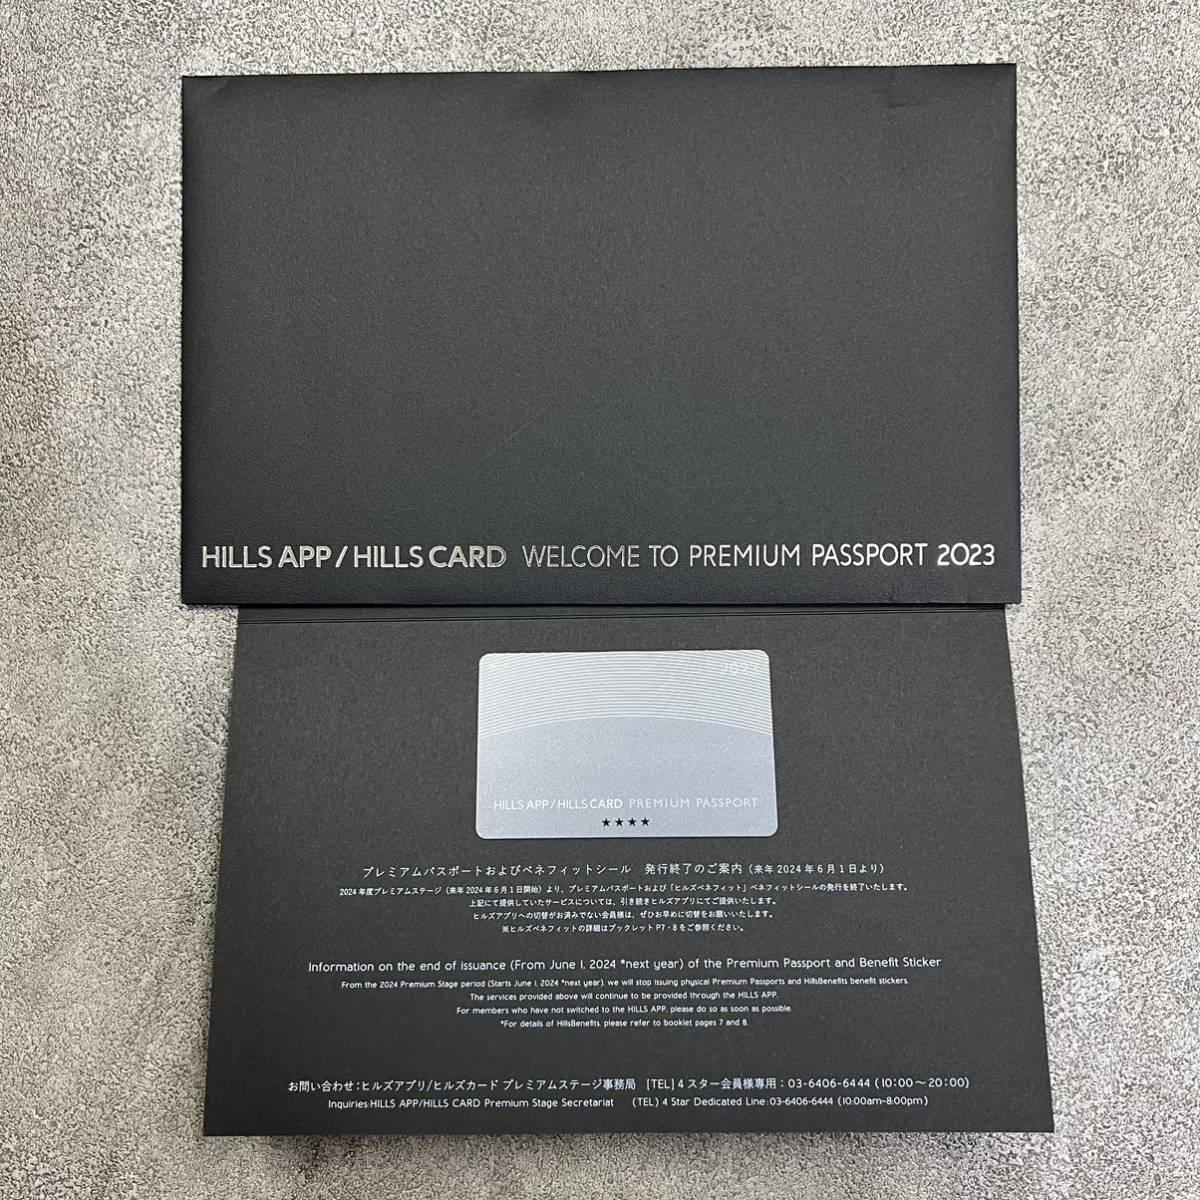 HILLS APP / HILLS CARD WELCOME TO PREMIUM PASSPORT 2023
2023
HILLS APP / HILLS CARD PREMIUM PASSPORT
★★★★
プレミアムパスポートおよびベネフィットシール 発行終了のご案内(来年2024年6月1日より)
2024年度プレミアムステージ(来年2024年6月1日開始)より、プレミアムパスポートおよび「ヒルズベネフィット」ベネフィットシールの発行を終了いたします。
上記にて提供していたサービスについては、引き続きヒルズアプリにてご提供いたします。
ヒルズアプリへの切替がお済みでない会員様は、ぜひお早めに切替をお願いいたします。
※ヒルズベネフィットの詳細はブックレットP7・8をご参照ください。
Information on the end of issuance (From June 1, 2024 *next year) of the Premium Passport and Benefit Sticker
From the 2024 Premium Stage period (Starts June 1, 2024 *next year), we will stop issuing physical Premium Passports and HillsBenefits benefit stickers.
The services provided above will continue to be provided through the HILLS APP.
For members who have not switched to the HILLS APP, please do so as soon as possible.
*For details of HillsBenefits, please refer to booklet pages 7 and 8.
お問い合わせ:ヒルズアプリ/ヒルズカード プレミアムステージ事務局 [TEL] 4スター会員様専用:03-6406-6444(10:00~20:00)
Inquiries:HILLS APP/HILLS CARD Premium Stage Secretariat (TEL) 4 Star Dedicated Line:03-6406-6444 (10:00am-8:00pm)